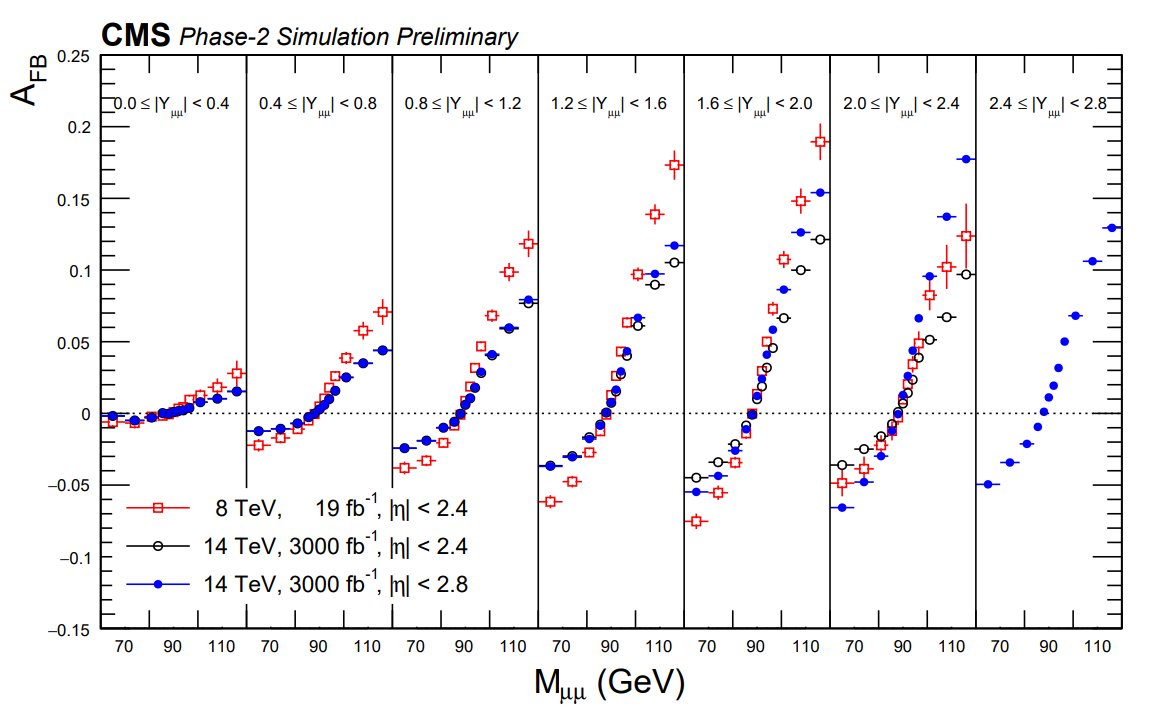 CMS Phase-2 Simulation Preliminary
A_FB
0.25
0.2
0.15
0.1
0.05
0
−0.05
−0.1
−0.15
0.0 ≤ |Y_μμ| < 0.4
0.4 ≤ |Y_μμ| < 0.8
0.8 ≤ |Y_μμ| < 1.2
1.2 ≤ |Y_μμ| < 1.6
1.6 ≤ |Y_μμ| < 2.0
2.0 ≤ |Y_μμ| < 2.4
2.4 ≤ |Y_μμ| < 2.8
8 TeV, 19 fb⁻¹, |η| < 2.4
14 TeV, 3000 fb⁻¹, |η| < 2.4
14 TeV, 3000 fb⁻¹, |η| < 2.8
70 90 110 70 90 110 70 90 110 70 90 110 70 90 110 70 90 110 70 90 110
M_μμ (GeV)